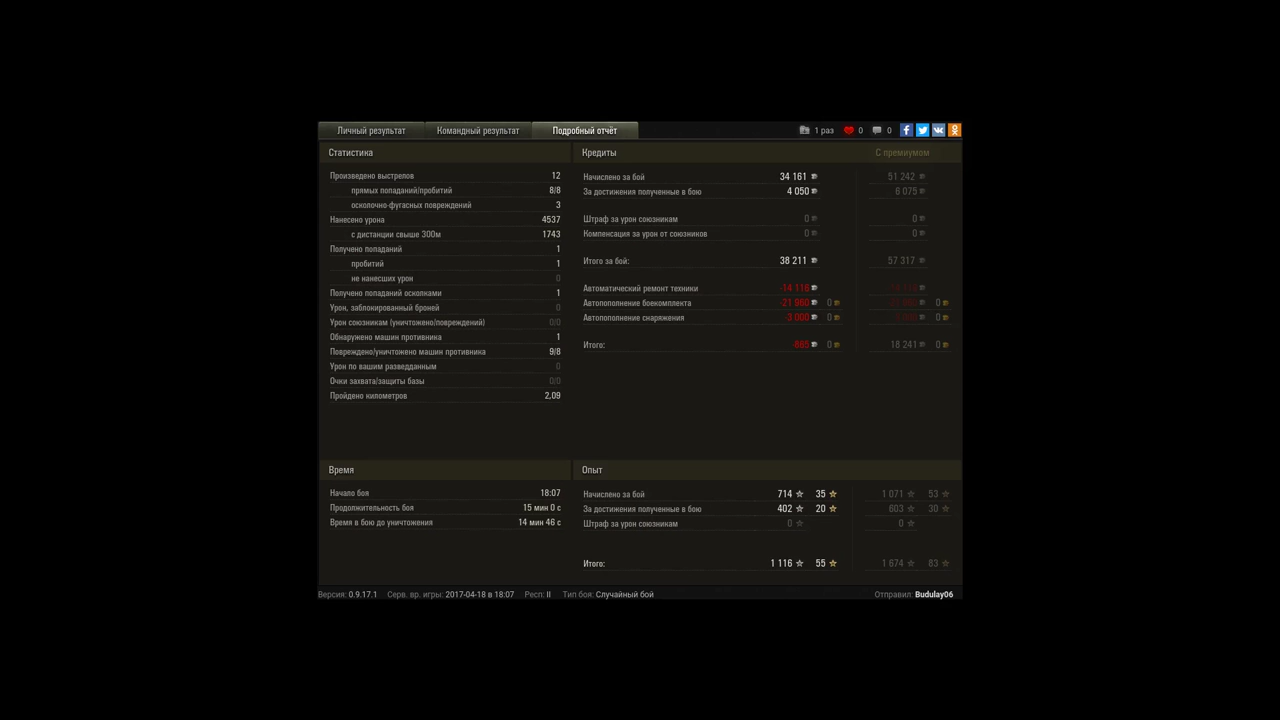 Личный результат Командный результат Подробный отчёт 1 раз 0 0
Статистика
Произведено выстрелов 12
прямых попаданий/пробитий 8/8
осколочно-фугасных повреждений 3
Нанесено урона 4537
с дистанции свыше 300м 1743
Получено попаданий 1
пробитий 1
не нанесших урон 0
Получено попаданий осколками 1
Урон, заблокированный броней 0
Урон союзникам (уничтожено/повреждений) 0/0
Обнаружено машин противника 1
Повреждено/уничтожено машин противника 9/8
Урон по вашим разведданным 0
Очки захвата/защиты базы 0/0
Пройдено километров 2,09
Кредиты С премиумом
Начислено за бой 34 161 51 242
За достижения полученные в бою 4 050 6 075
Штраф за урон союзникам 0 0
Компенсация за урон от союзников 0 0
Итого за бой: 38 211 57 317
Автоматический ремонт техники -14 116
Автопополнение боекомплекта -21 960 0 0
Автопополнение снаряжения -3 000 0 0
Итого: -865 0 18 241 0
Время
Начало боя 18:07
Продолжительность боя 15 мин 0 с
Время в бою до уничтожения 14 мин 46 с
Опыт
Начислено за бой 714 35 1 071 53
За достижения полученные в бою 402 20 603 30
Штраф за урон союзникам 0 0
Итого: 1 116 55 1 674 83
Версия: 0.9.17.1 Серв. вр. игры: 2017-04-18 в 18:07 Респ: II Тип боя: Случайный бой Отправил: Budulay06